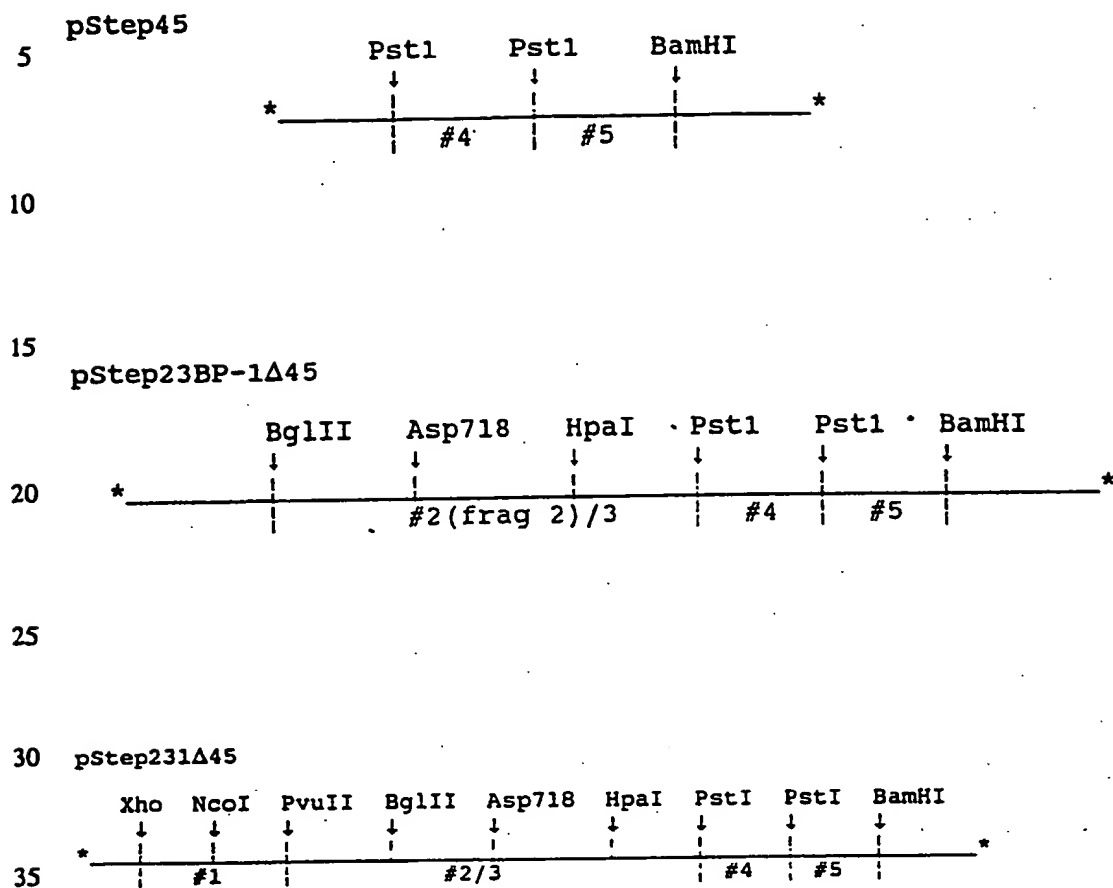 pStep45
5
Pst1 Pst1 BamHI
* *
#4 #5
10
15
pStep23BP-1Δ45
BglII Asp718 HpaI Pst1 Pst1 BamHI
20 * *
#2(frag 2)/3 #4 #5
25
30 pStep231Δ45
Xho NcoI PvuII BglII Asp718 HpaI PstI PstI BamHI
* *
35 #1 #2/3 #4 #5